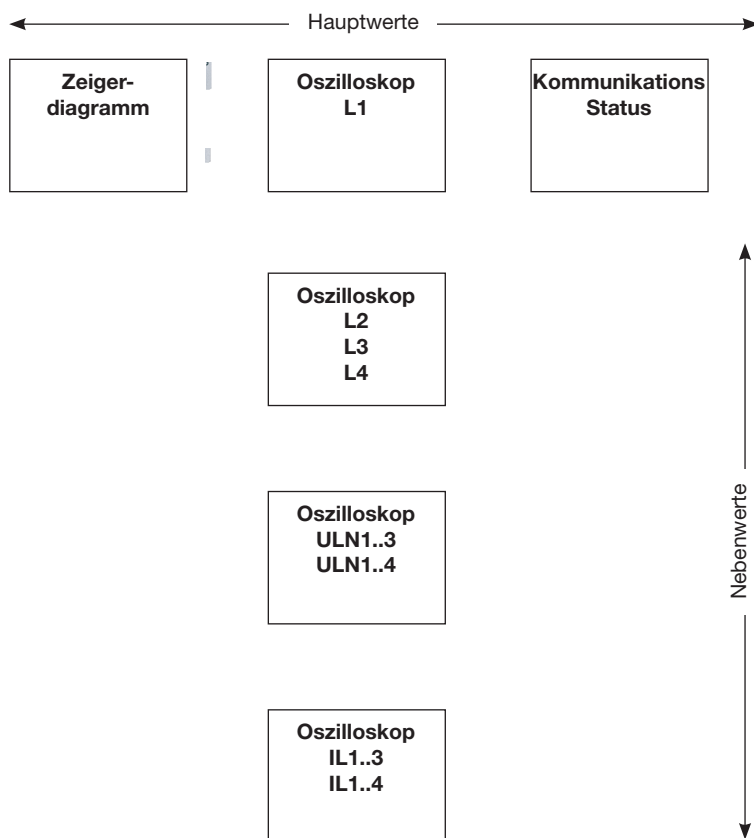 Hauptwerte
Zeiger-
diagramm
Oszilloskop
L1
Kommunikations
Status
Oszilloskop
L2
L3
L4
Oszilloskop
ULN1..3
ULN1..4
Nebenwerte
Oszilloskop
IL1..3
IL1..4